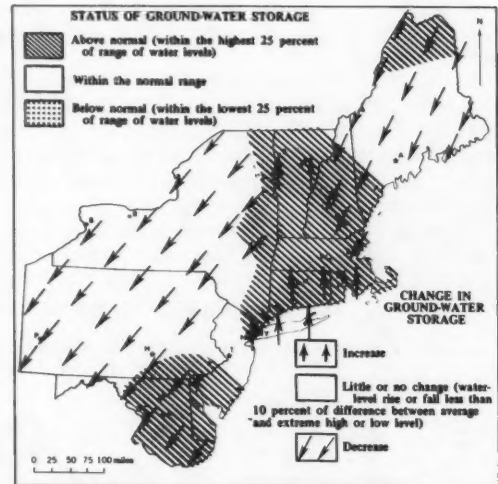 STATUS OF GROUND-WATER STORAGE
Above normal (within the highest 25 percent
of range of water levels)
Within the normal range
Below normal (within the lowest 25 percent
of range of water levels)
N
CHANGE IN
GROUND-WATER
STORAGE
Increase
Little or no change (water-
level rise or fall less than
10 percent of difference between average
and extreme high or low level)
Decrease
0 25 50 75 100 miles